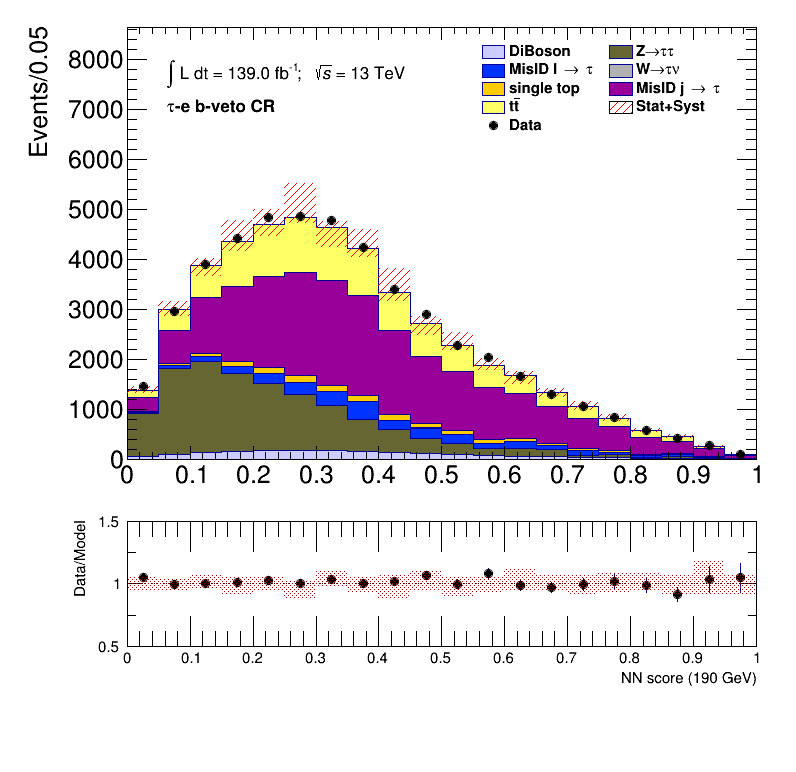 Events/0.05
8000
7000
6000
5000
4000
3000
2000
1000
0
∫ L dt = 139.0 fb⁻¹; √s = 13 TeV
τ-e b-veto CR
DiBoson
MisID l → τ
single top
tt̄
Data
Z→ττ
W→τν
MisID j → τ
Stat+Syst
0 0.1 0.2 0.3 0.4 0.5 0.6 0.7 0.8 0.9 1
Data/Model
1.5
1
0.5
0 0.1 0.2 0.3 0.4 0.5 0.6 0.7 0.8 0.9 1
NN score (190 GeV)